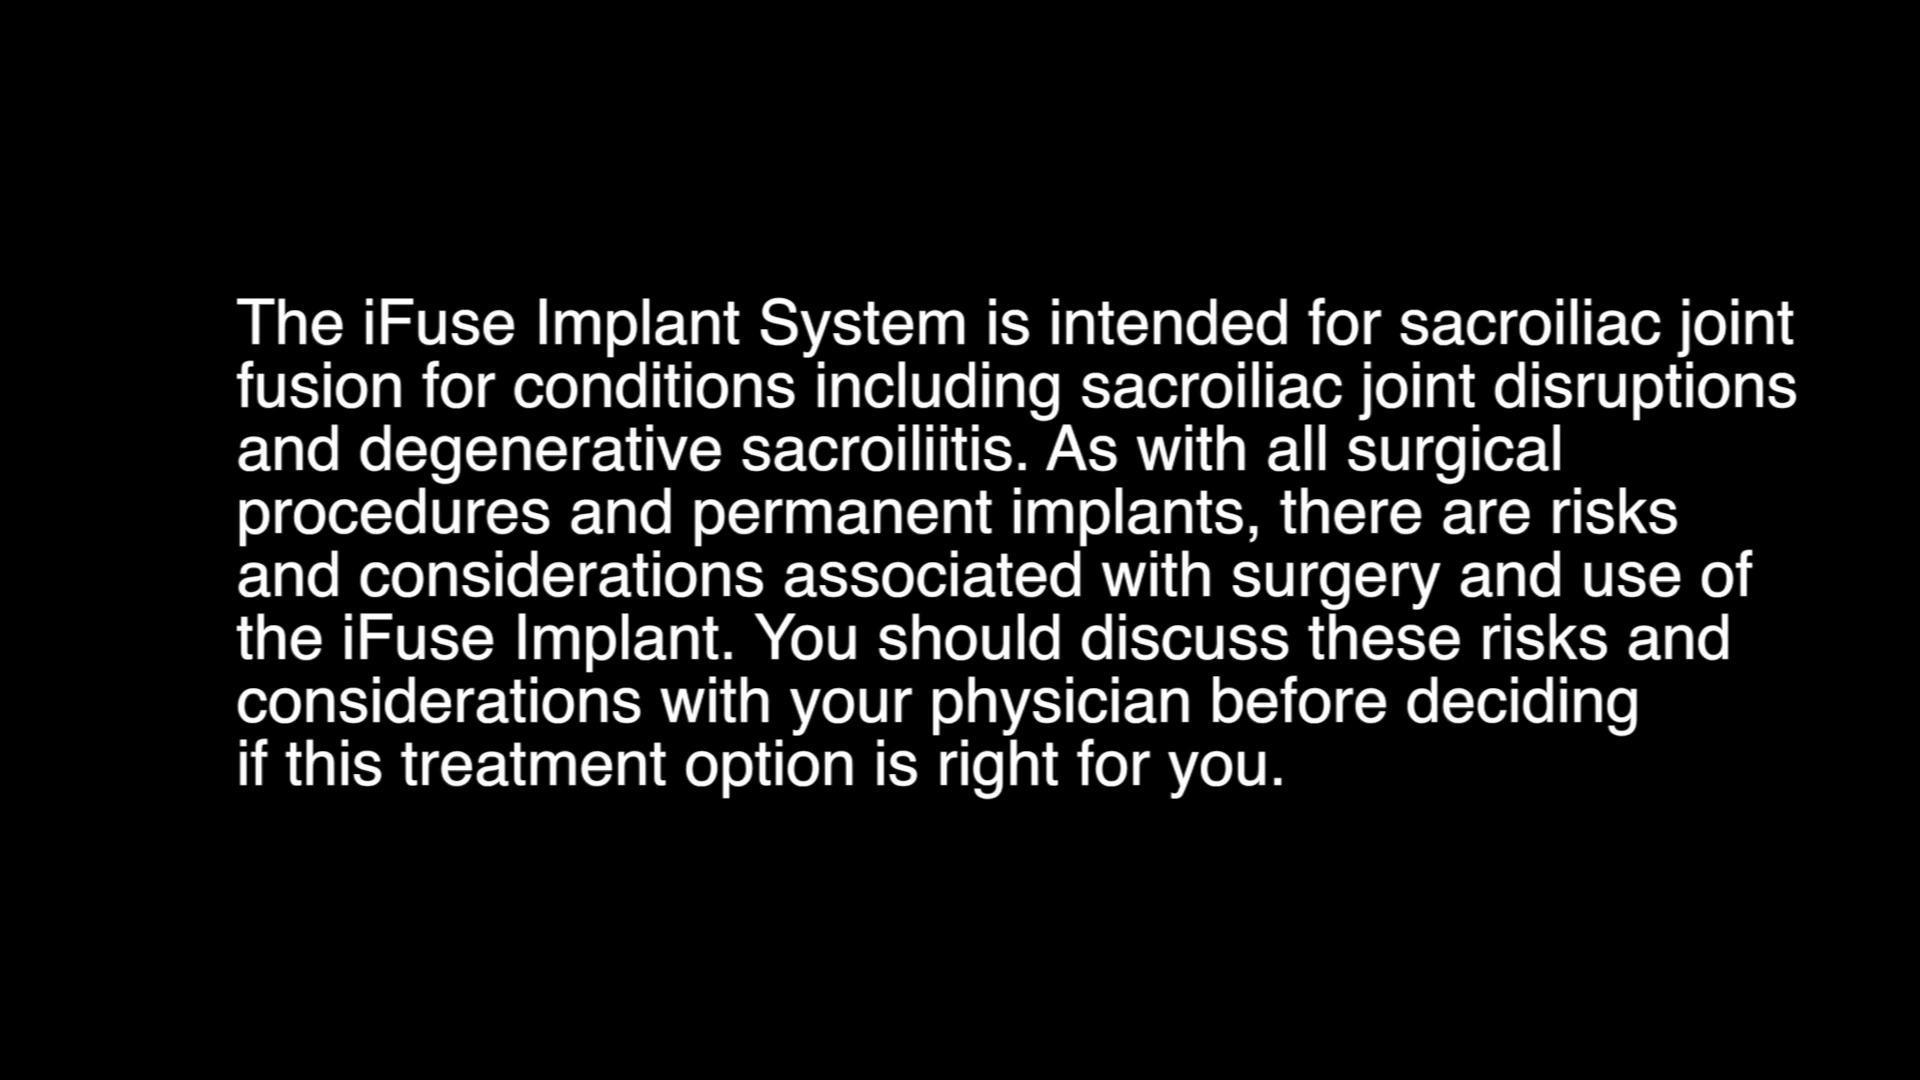 The iFuse Implant System is intended for sacroiliac joint
fusion for conditions including sacroiliac joint disruptions
and degenerative sacroiliitis. As with all surgical
procedures and permanent implants, there are risks
and considerations associated with surgery and use of
the iFuse Implant. You should discuss these risks and
considerations with your physician before deciding
if this treatment option is right for you.